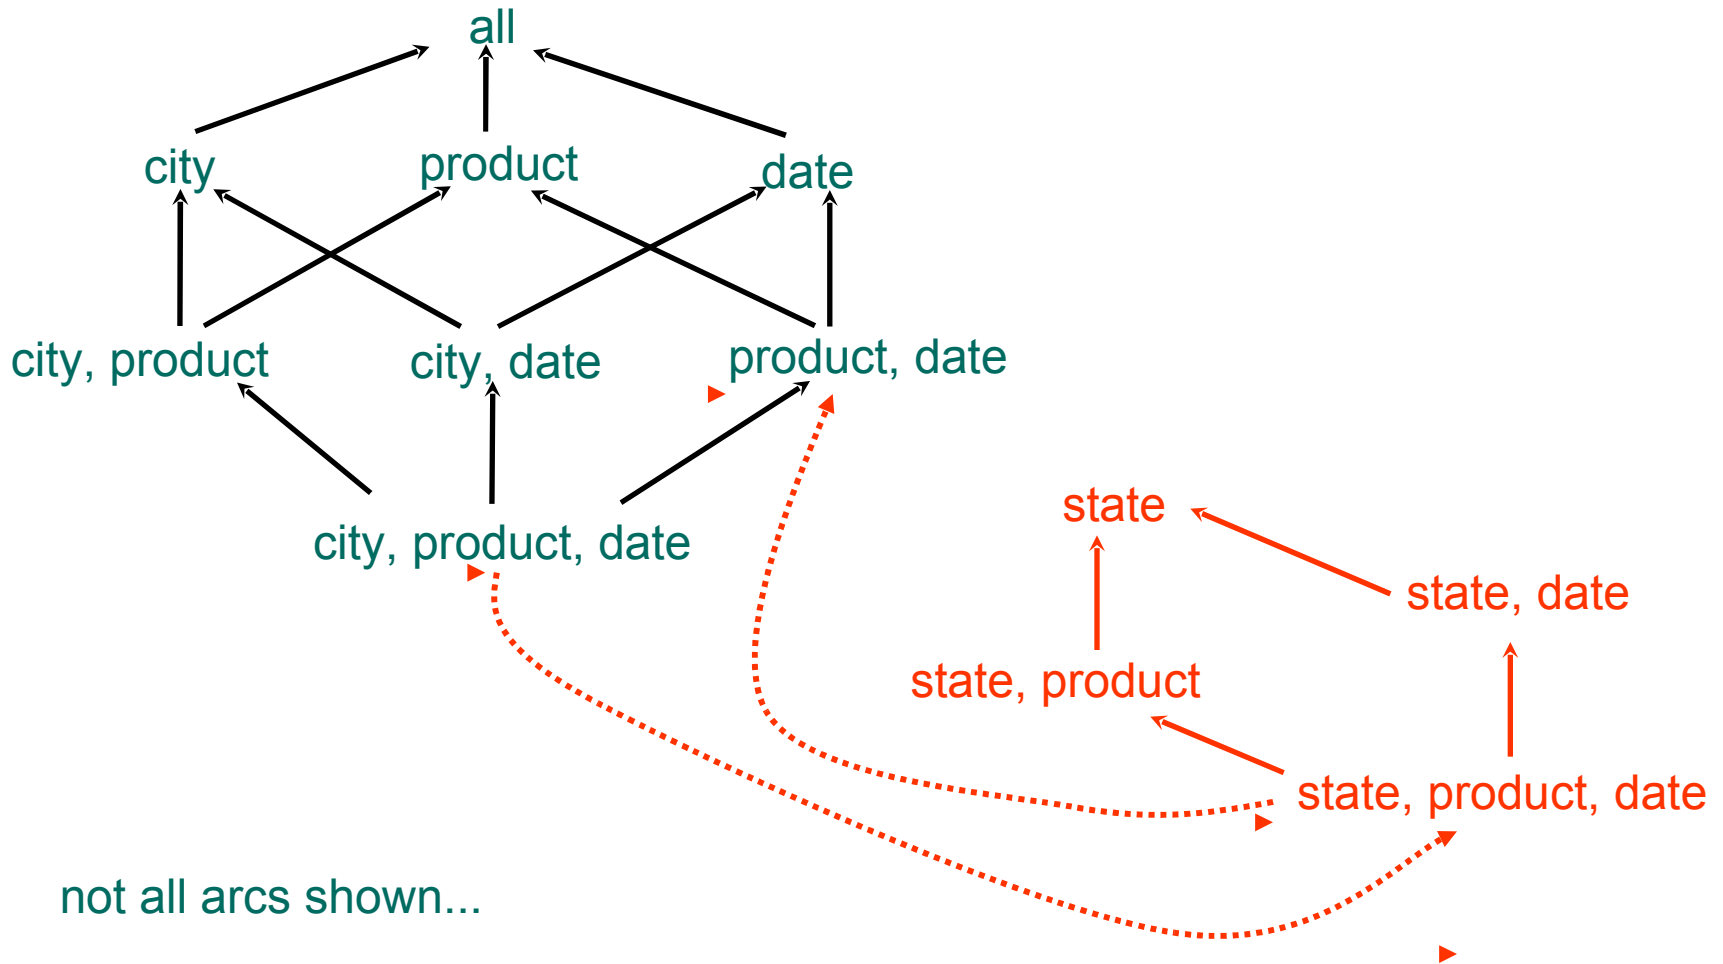 all
city
product
date
city, product
city, date
product, date
city, product, date
state
state, date
state, product
state, product, date
not all arcs shown...